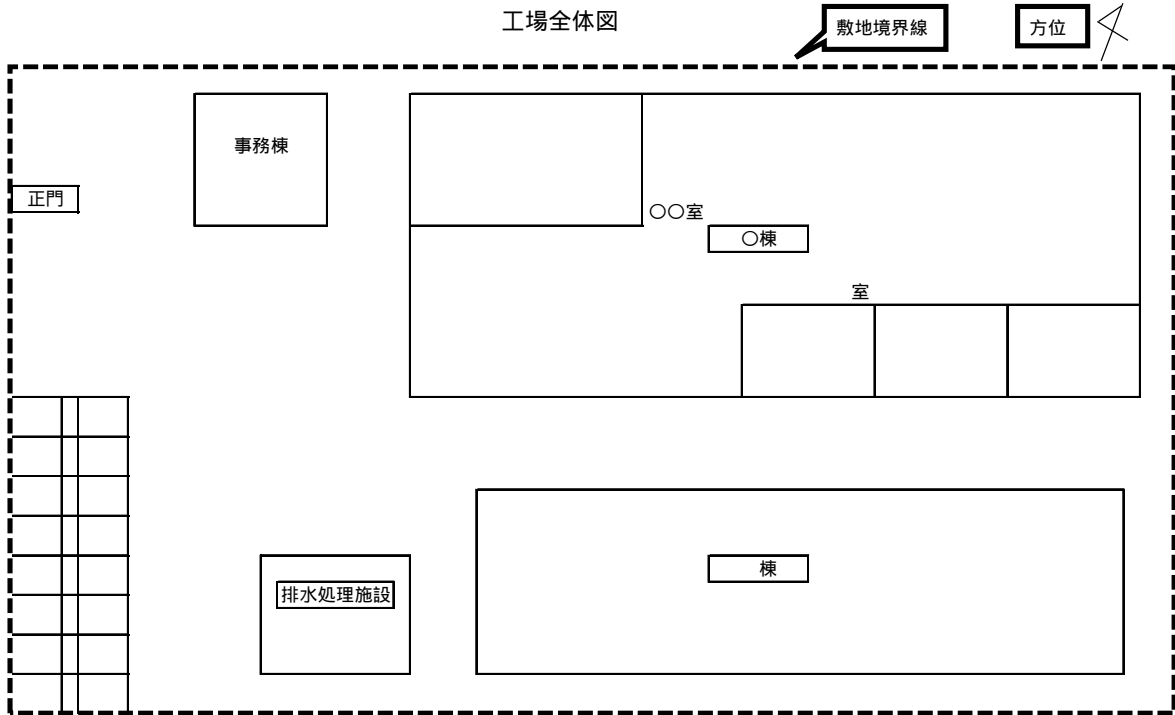 工場全体図
敷地境界線
方位
事務棟
正門
〇〇室
〇棟
室
棟
排水処理施設